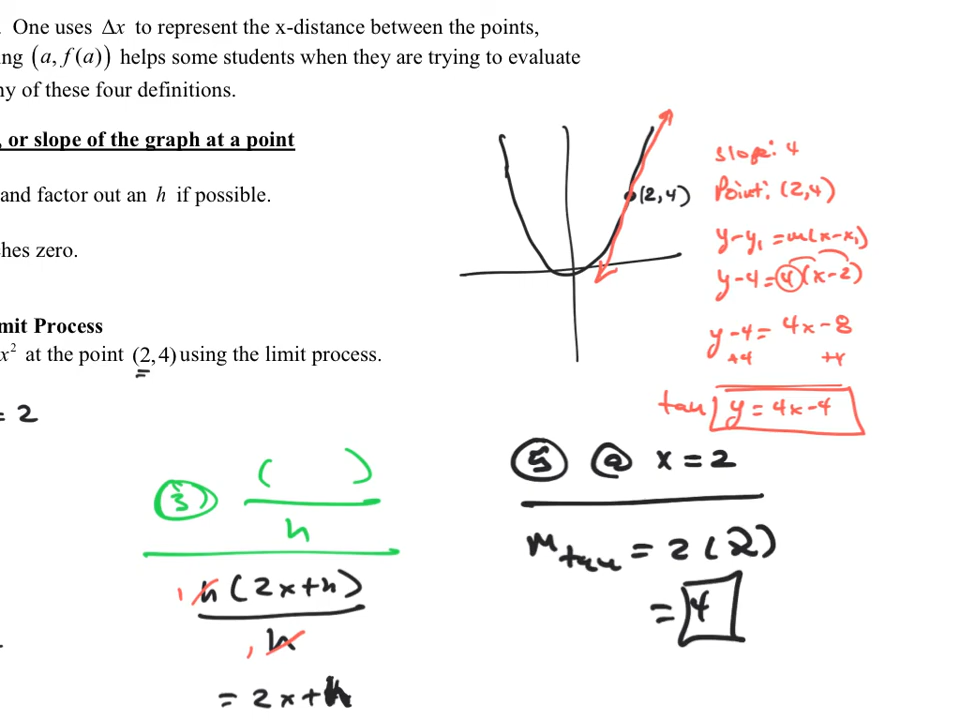 . One uses Δx to represent the x-distance between the points,
ng (a, f(a)) helps some students when they are trying to evaluate
ny of these four definitions.
, or slope of the graph at a point
and factor out an h if possible.
hes zero.
mit Process
x² at the point (2,4) using the limit process.
= 2
(2,4)
slope: 4
Point: (2,4)
y-y₁ = m(x-x₁)
y-4=4(x-2)
y-4= 4x-8
+4 +4
tan y = 4x-4
3 ( )
h
1 h(2x+h)
1 h
= 2x+h
5 @ x=2
mtan = 2(2)
= 4